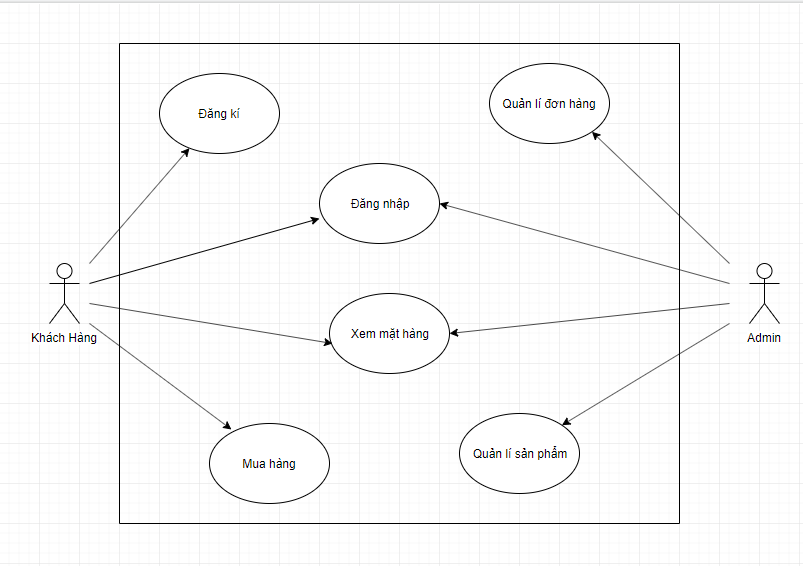 Đăng kí
Quản lí đơn hàng
Đăng nhập
Xem mặt hàng
Khách Hàng
Admin
Mua hàng
Quản lí sản phẩm